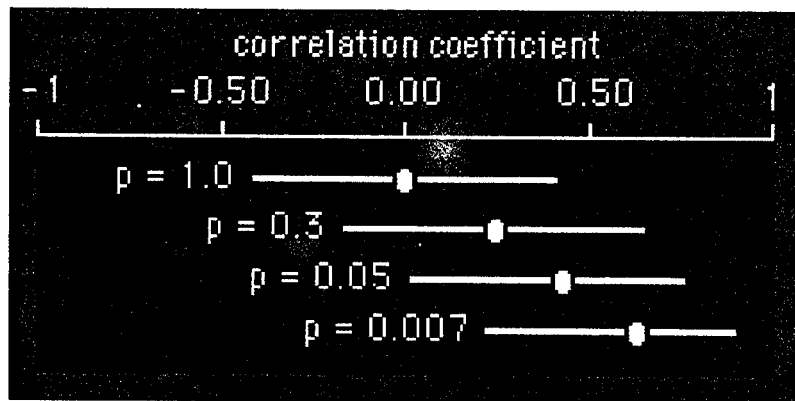 correlation coefficient
-1 -0.50 0.00 0.50 1
p = 1.0
p = 0.3
p = 0.05
p = 0.007